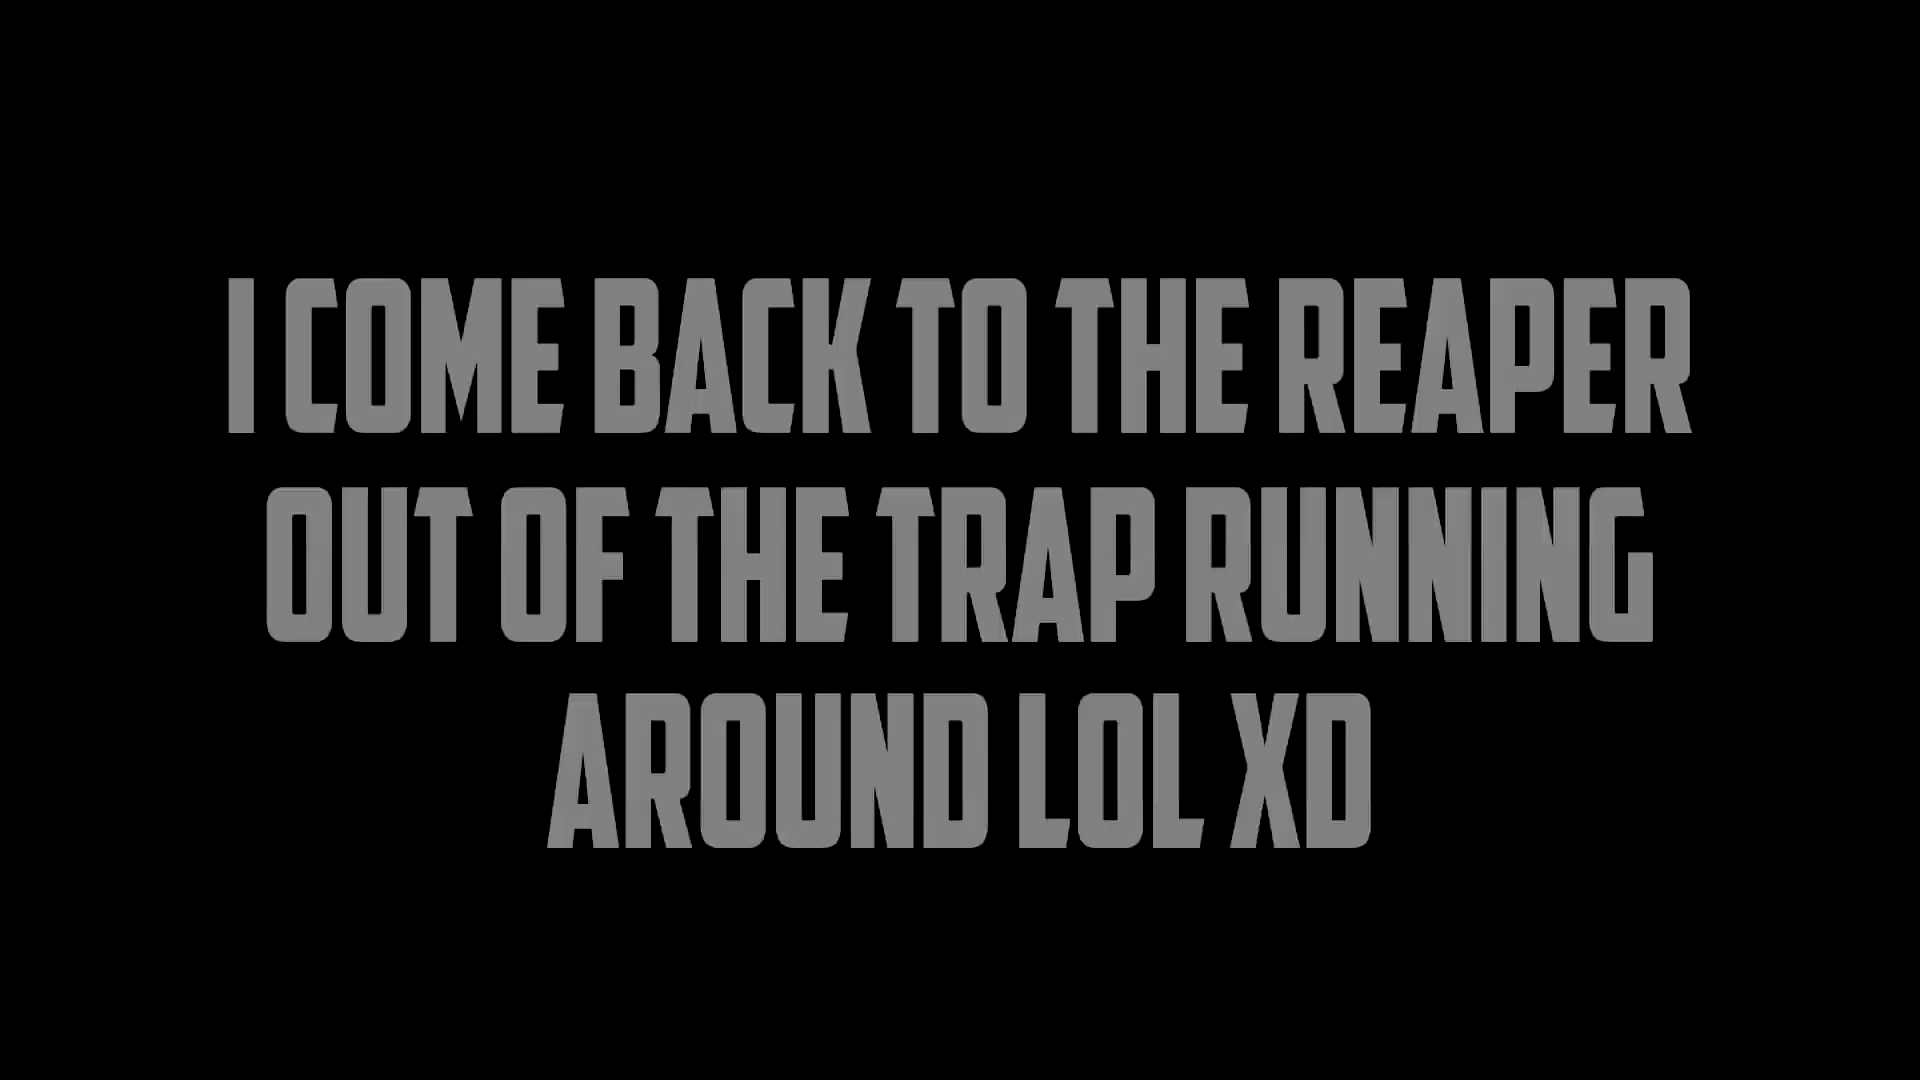 I COME BACK TO THE REAPER
OUT OF THE TRAP RUNNING
AROUND LOL XD